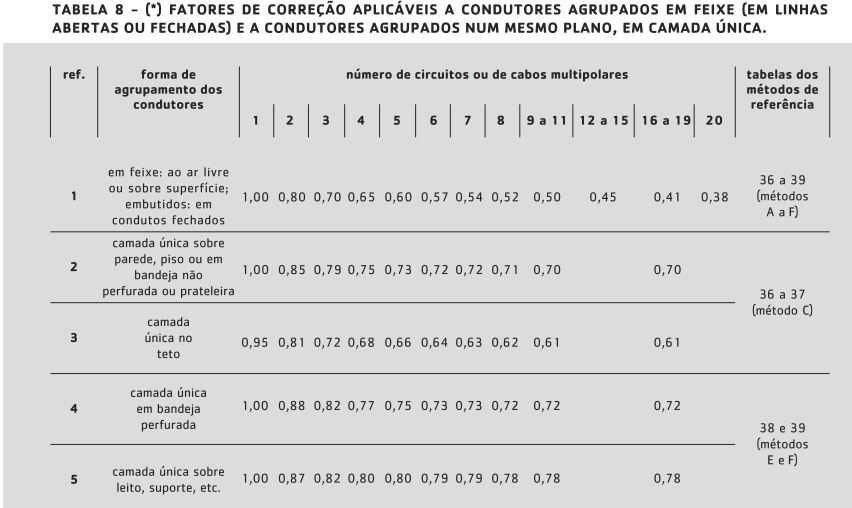 TABELA 8 – (*) FATORES DE CORREÇÃO APLICÁVEIS A CONDUTORES AGRUPADOS EM FEIXE (EM LINHAS
ABERTAS OU FECHADAS) E A CONDUTORES AGRUPADOS NUM MESMO PLANO, EM CAMADA ÚNICA.
ref.
forma de
agrupamento dos
condutores
número de circuitos ou de cabos multipolares
tabelas dos
métodos de
referência
1 2 3 4 5 6 7 8 9 a 11 12 a 15 16 a 19 20
1
em feixe: ao ar livre
ou sobre superfície;
embutidos: em
condutos fechados
1,00 0,80 0,70 0,65 0,60 0,57 0,54 0,52 0,50 0,45 0,41 0,38
36 a 39
(métodos
A a F)
2
camada única sobre
parede, piso ou em
bandeja não
perfurada ou prateleira
1,00 0,85 0,79 0,75 0,73 0,72 0,72 0,71 0,70 0,70
36 a 37
(método C)
3
camada
única no
teto
0,95 0,81 0,72 0,68 0,66 0,64 0,63 0,62 0,61 0,61
4
camada única
em bandeja
perfurada
1,00 0,88 0,82 0,77 0,75 0,73 0,73 0,72 0,72 0,72
38 e 39
(métodos
E e F)
5
camada única sobre
leito, suporte, etc.
1,00 0,87 0,82 0,80 0,80 0,79 0,79 0,78 0,78 0,78